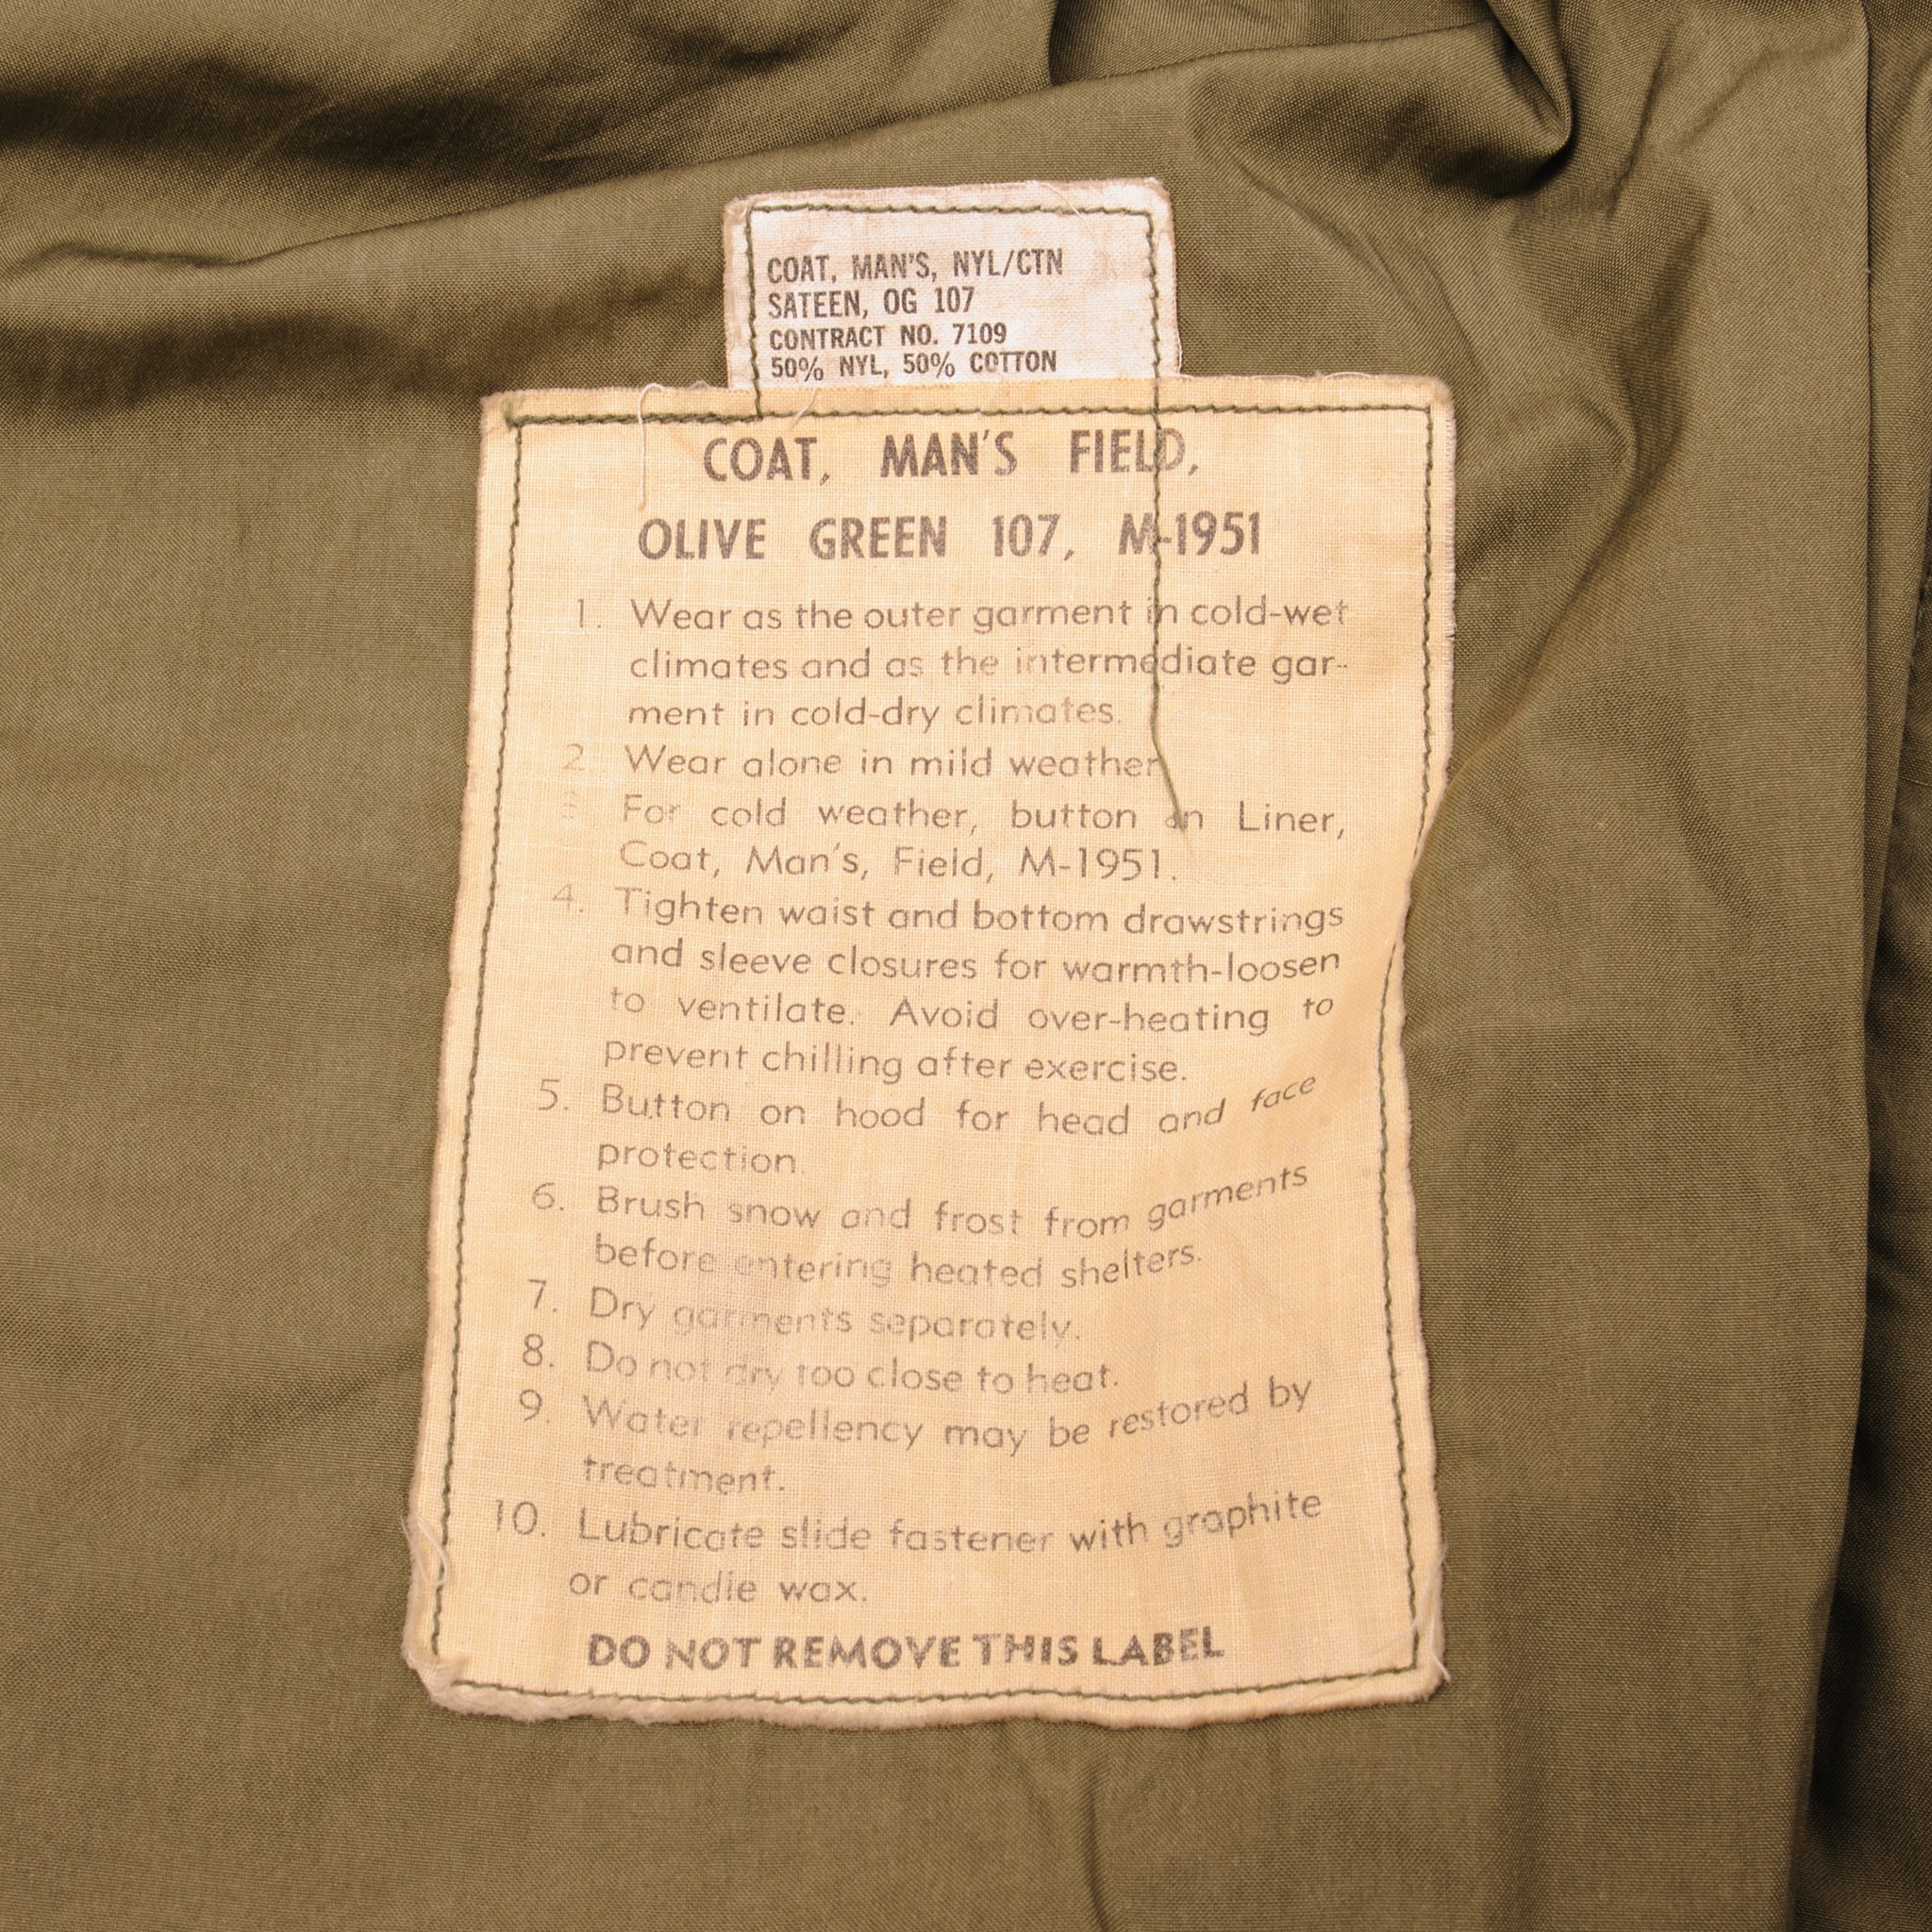 COAT, MAN'S, NYL/CTN
SATEEN, OG 107
CONTRACT NO. 7109
50% NYL, 50% COTTON
COAT, MAN'S FIELD,
OLIVE GREEN 107, M-1951
1. Wear as the outer garment in cold-wet
climates and as the intermediate gar-
ment in cold-dry climates.
2 Wear alone in mild weather
3 For cold weather, button in Liner,
Coat, Man's, Field, M-1951.
4. Tighten waist and bottom drawstrings
and sleeve closures for warmth-loosen
to ventilate. Avoid over-heating to
prevent chilling after exercise.
5. Button on hood for head and face
protection.
6. Brush snow and frost from garments
before entering heated shelters.
7. Dry garments separately.
8. Do not dry too close to heat.
9. Water repellency may be restored by
treatment.
10. Lubricate slide fastener with graphite
or candle wax.
DO NOT REMOVE THIS LABEL